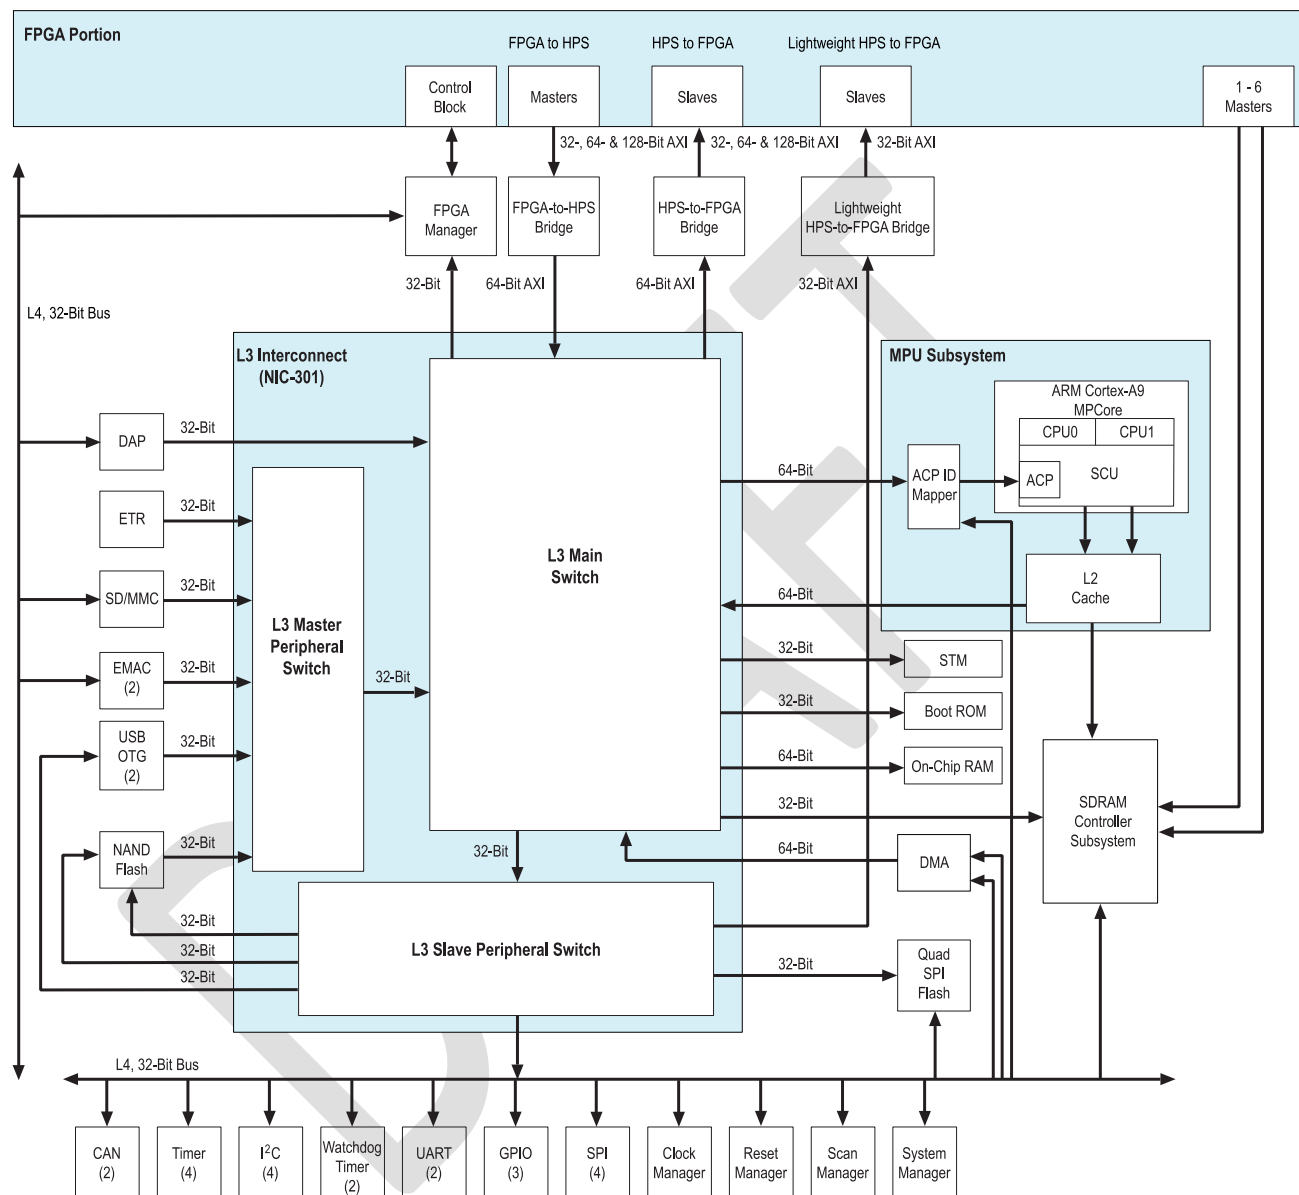 FPGA Portion
FPGA to HPS
HPS to FPGA
Lightweight HPS to FPGA
Control
Block
Masters
Slaves
Slaves
1 - 6
Masters
32-, 64- & 128-Bit AXI
32-, 64- & 128-Bit AXI
32-Bit AXI
FPGA
Manager
FPGA-to-HPS
Bridge
HPS-to-FPGA
Bridge
Lightweight
HPS-to-FPGA Bridge
32-Bit
64-Bit AXI
64-Bit AXI
32-Bit AXI
L4, 32-Bit Bus
L3 Interconnect
(NIC-301)
MPU Subsystem
ARM Cortex-A9
MPCore
CPU0
CPU1
ACP
SCU
ACP ID
Mapper
64-Bit
L2
Cache
64-Bit
DAP
32-Bit
ETR
32-Bit
SD/MMC
32-Bit
EMAC
(2)
32-Bit
USB
OTG
(2)
32-Bit
NAND
Flash
32-Bit
L3 Master
Peripheral
Switch
32-Bit
L3 Main
Switch
32-Bit
STM
32-Bit
Boot ROM
64-Bit
On-Chip RAM
32-Bit
SDRAM
Controller
Subsystem
32-Bit
64-Bit
DMA
32-Bit
32-Bit
32-Bit
L3 Slave Peripheral Switch
32-Bit
Quad
SPI
Flash
L4, 32-Bit Bus
CAN
(2)
Timer
(4)
I²C
(4)
Watchdog
Timer
(2)
UART
(2)
GPIO
(3)
SPI
(4)
Clock
Manager
Reset
Manager
Scan
Manager
System
Manager
DRAFT